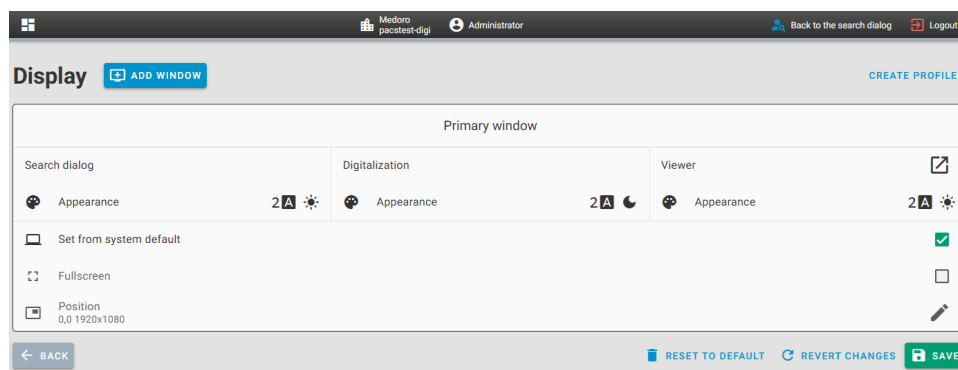 Medoro
pacstest-digi
Administrator
Back to the search dialog
Logout
Display
ADD WINDOW
CREATE PROFILE
Primary window
Search dialog
Digitalization
Viewer
Appearance
2A
Appearance
2A
Appearance
2A
Set from system default
Fullscreen
Position
0,0 1920x1080
BACK
RESET TO DEFAULT
REVERT CHANGES
SAVE